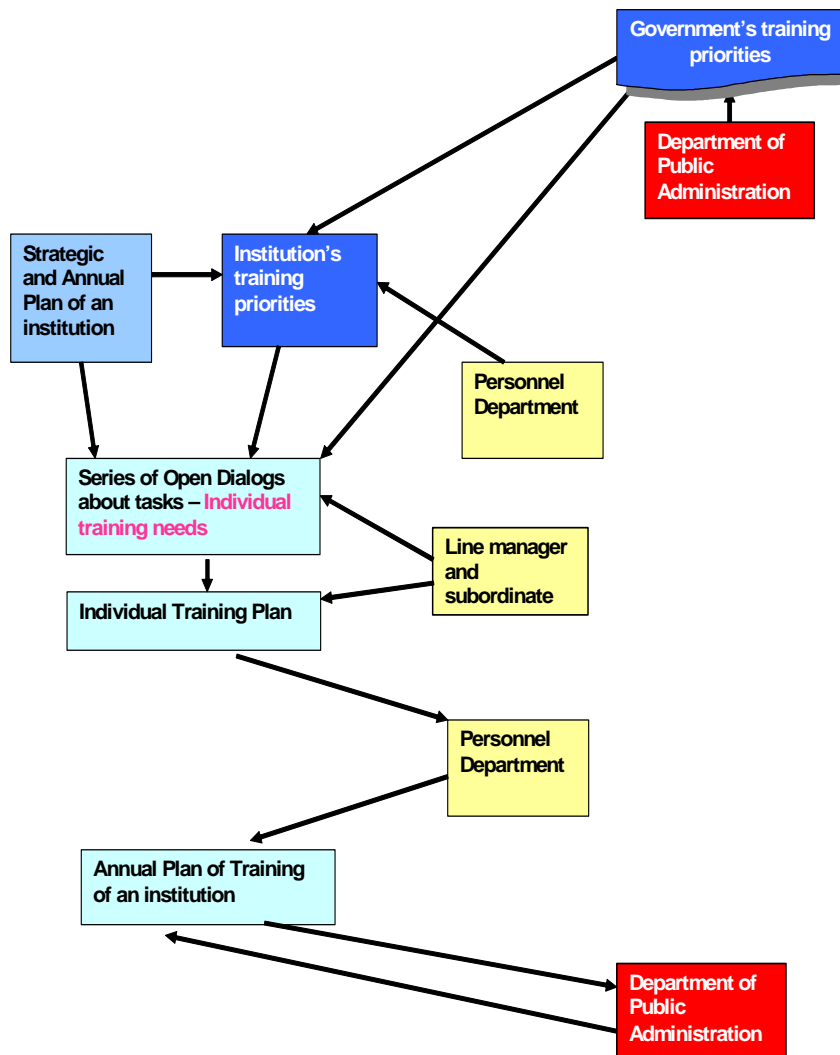 Government’s training
priorities
Department of
Public
Administration
Strategic
and Annual
Plan of an
institution
Institution’s
training
priorities
Personnel
Department
Series of Open Dialogs
about tasks – Individual
training needs
Line manager
and
subordinate
Individual Training Plan
Personnel
Department
Annual Plan of Training
of an institution
Department of
Public
Administration